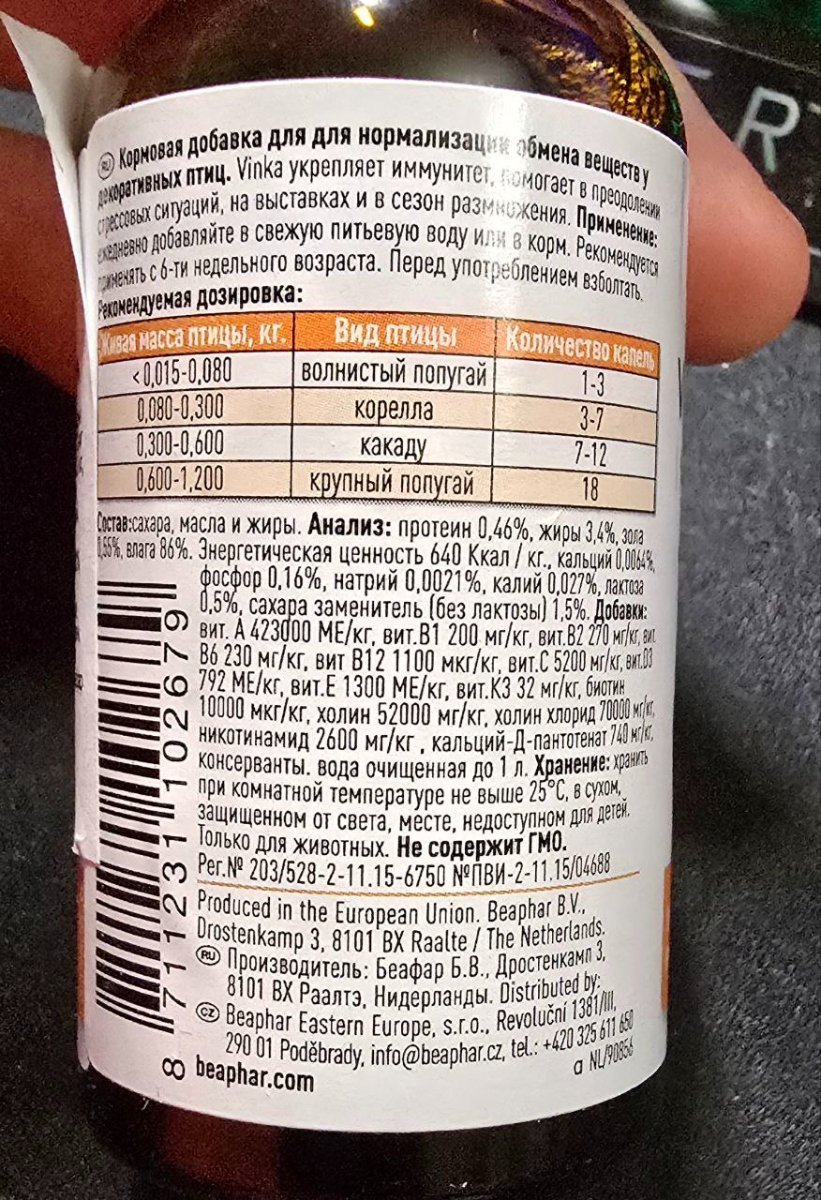 RU Кормовая добавка для для нормализации обмена веществ у
декоративных птиц. Vinka укрепляет иммунитет, помогает в преодолении
стрессовых ситуаций, на выставках и в сезон размножения. Применение:
ежедневно добавляйте в свежую питьевую воду или в корм. Рекомендуется
применять с 6-ти недельного возраста. Перед употреблением взболтать.
Рекомендуемая дозировка:
Живая масса птицы, кг. Вид птицы Количество капель
<0,015-0,080 волнистый попугай 1-3
0,080-0,300 корелла 3-7
0,300-0,600 какаду 7-12
0,600-1,200 крупный попугай 18
Состав:сахара, масла и жиры. Анализ: протеин 0,46%, жиры 3,4%, зола
0,55%, влага 86%. Энергетическая ценность 640 Ккал / кг., кальций 0,0064%,
фосфор 0,16%, натрий 0,0021%, калий 0,027%, лактоза
0,5%, сахара заменитель (без лактозы) 1,5%. Добавки:
вит. А 423000 МЕ/кг, вит.В1 200 мг/кг, вит.В2 270 мг/кг, вит
В6 230 мг/кг, вит В12 1100 мкг/кг, вит.С 5200 мг/кг, вит.D3
792 МЕ/кг, вит.Е 1300 МЕ/кг, вит.К3 32 мг/кг, биотин
10000 мкг/кг, холин 52000 мг/кг, холин хлорид 70000 мг/кг,
никотинамид 2600 мг/кг , кальций-Д-пантотенат 740 мг/кг,
консерванты. вода очищенная до 1 л. Хранение: хранить
при комнатной температуре не выше 25°С, в сухом,
защищенном от света, месте, недоступном для детей.
Только для животных. Не содержит ГМО.
Рег.№ 203/528-2-11.15-6750 №ПВИ-2-11.15/04688
Produced in the European Union. Beaphar B.V.,
Drostenkamp 3, 8101 BX Raalte / The Netherlands.
RU Производитель: Беафар Б.В., Дростенкамп 3,
8101 ВХ Раалтэ, Нидерланды. Distributed by:
CZ Beaphar Eastern Europe, s.r.o., Revoluční 1381/III,
290 01 Poděbrady, info@beaphar.cz, tel.: +420 325 611 650
beaphar.com
a NL/90856
8 711231 102679
R